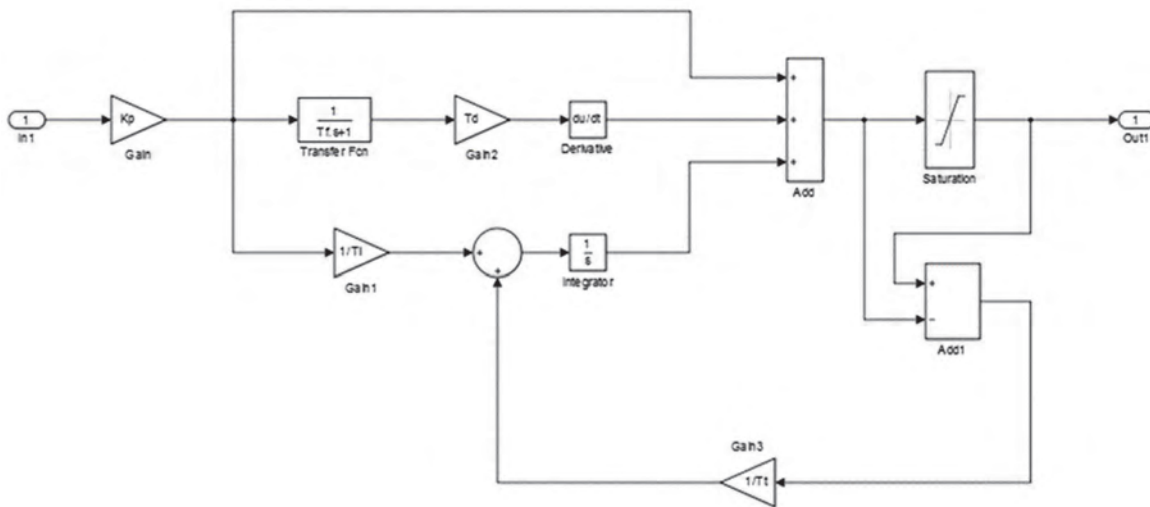 1
In1
Kp
Gain
1
Tf.s+1
Transfer Fcn
Td
Gain2
du/dt
Derivative
+
+
+
Add
Saturation
1
Out1
1/Ti
Gain1
+
+
1
s
Integrator
+
−
Add1
Gain3
1/Tt